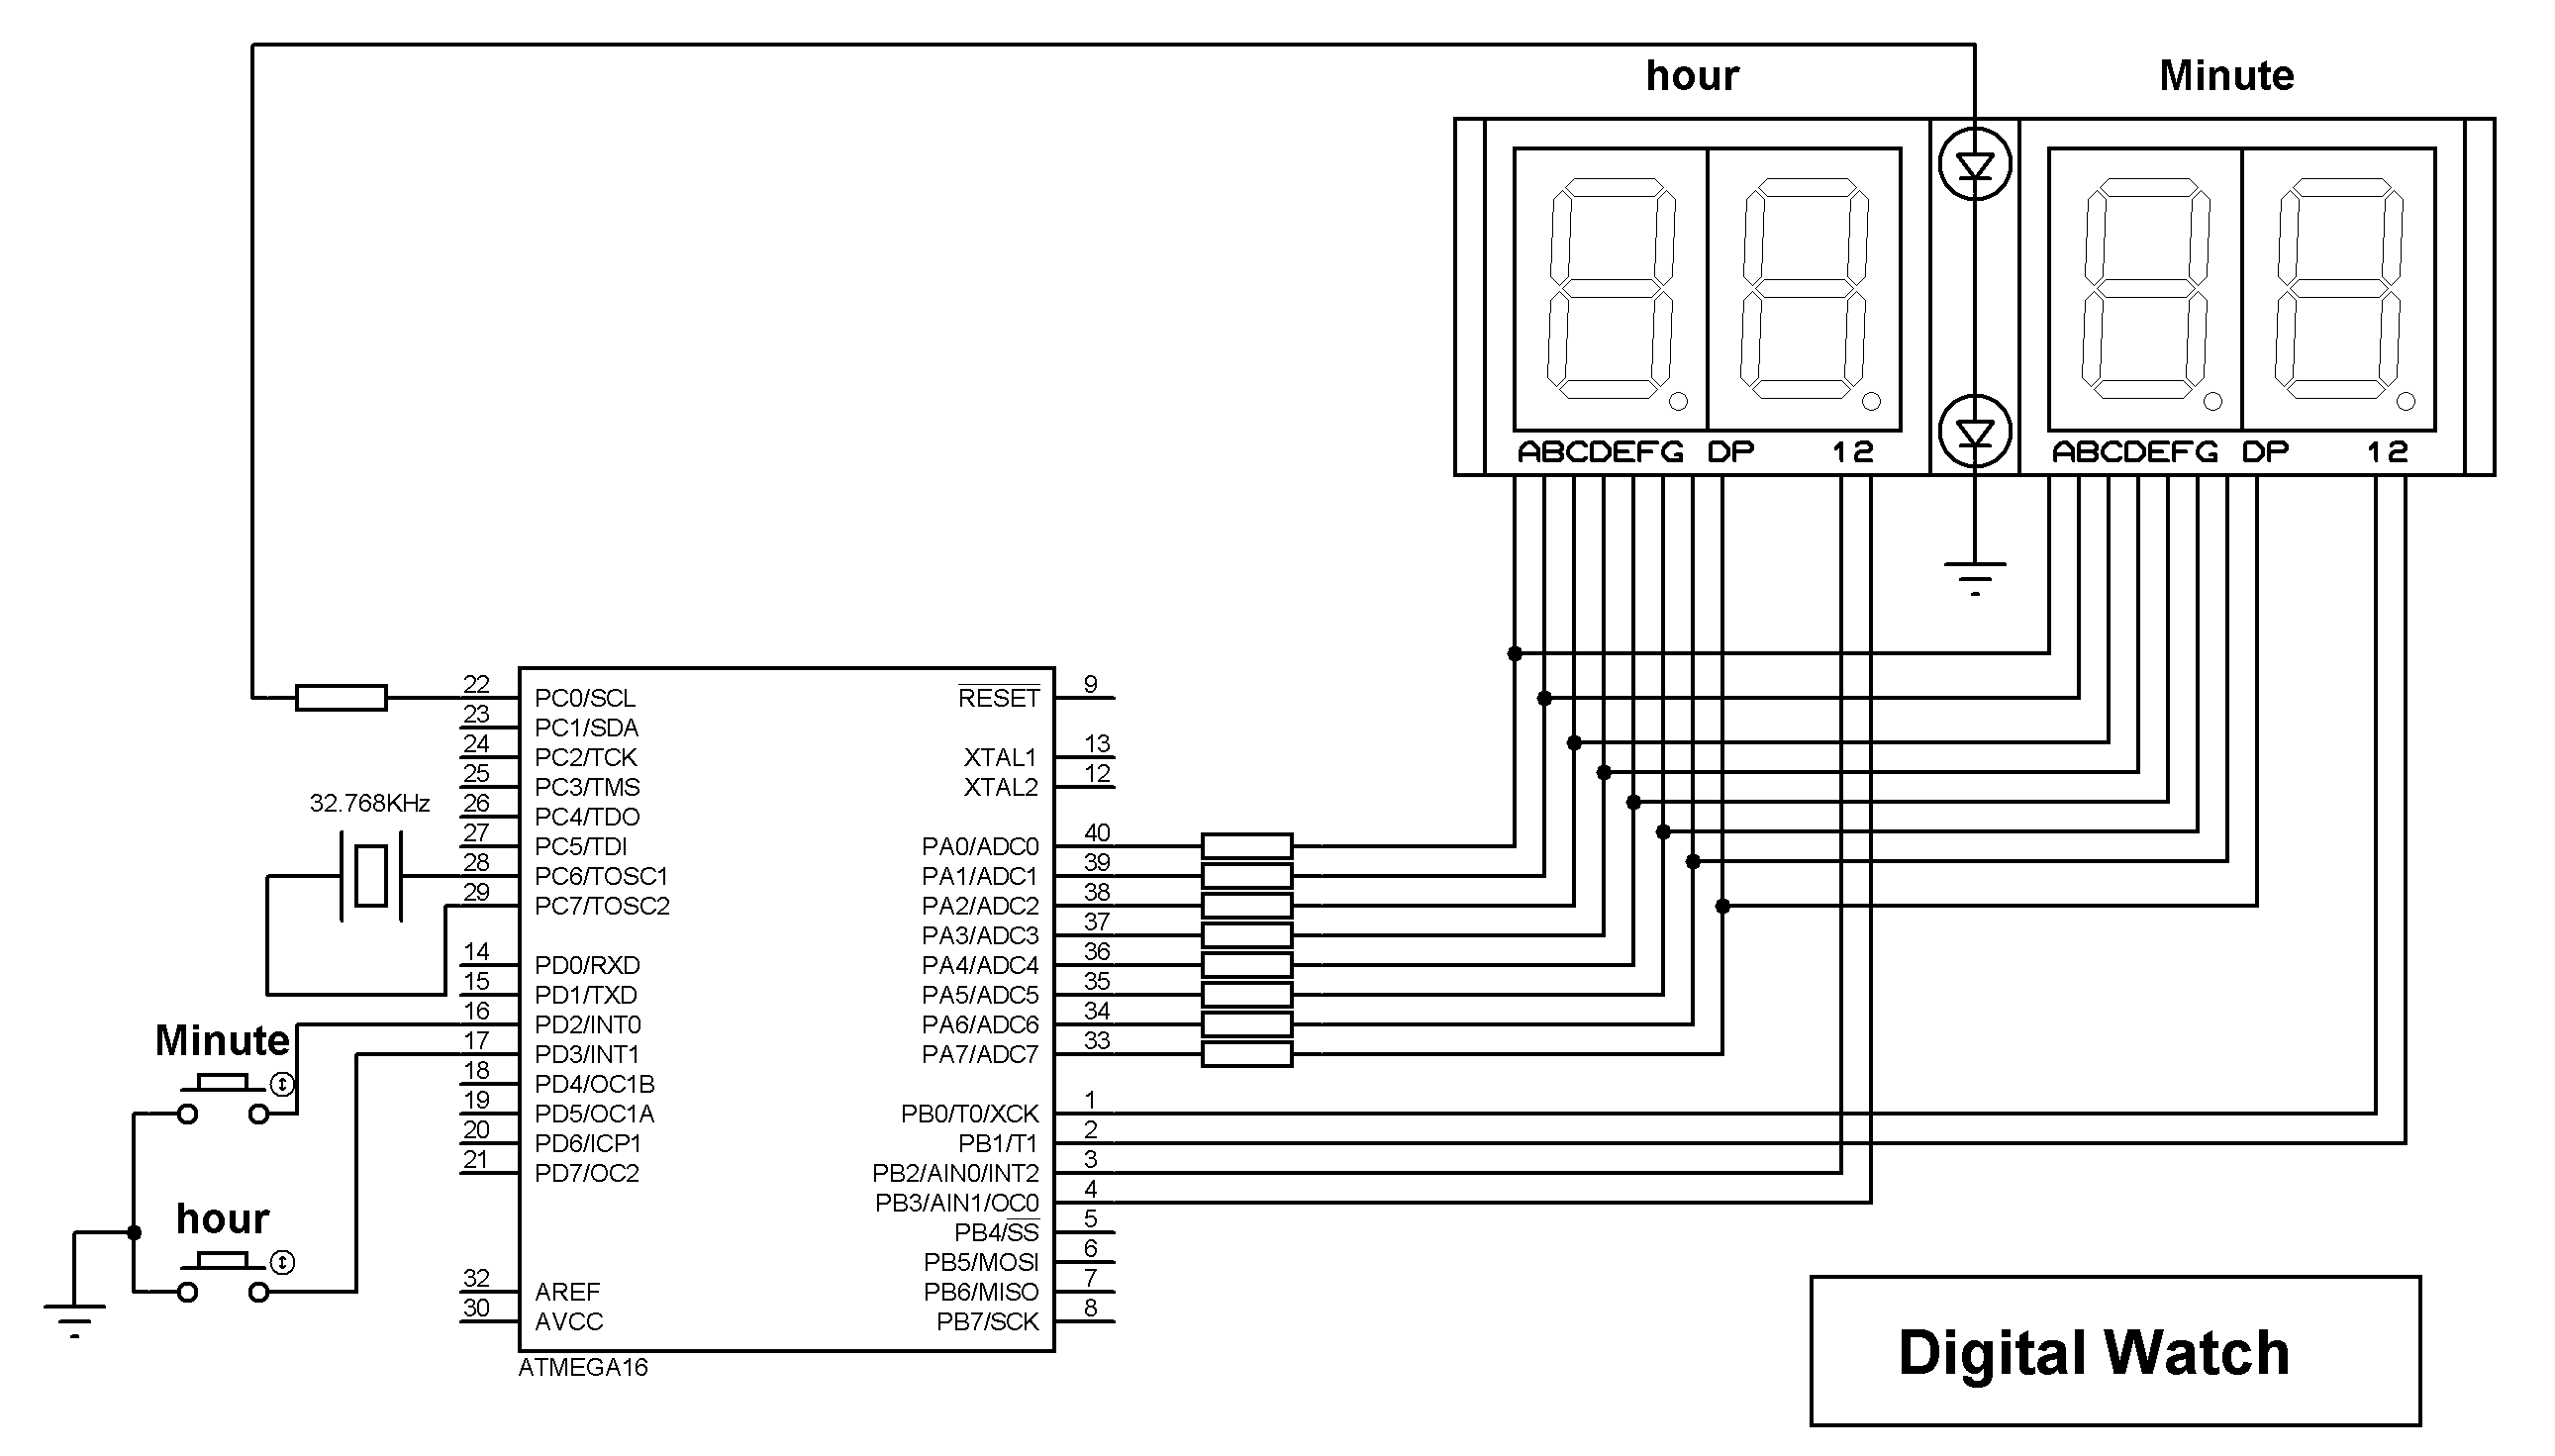 hour
Minute
ABCDEFG DP 12
ABCDEFG DP 12
22 PC0/SCL
23 PC1/SDA
24 PC2/TCK
25 PC3/TMS
26 PC4/TDO
27 PC5/TDI
28 PC6/TOSC1
29 PC7/TOSC2
32.768KHz
14 PD0/RXD
15 PD1/TXD
16 PD2/INT0
17 PD3/INT1
18 PD4/OC1B
19 PD5/OC1A
20 PD6/ICP1
21 PD7/OC2
32 AREF
30 AVCC
RESET 9
XTAL1 13
XTAL2 12
PA0/ADC0 40
PA1/ADC1 39
PA2/ADC2 38
PA3/ADC3 37
PA4/ADC4 36
PA5/ADC5 35
PA6/ADC6 34
PA7/ADC7 33
PB0/T0/XCK 1
PB1/T1 2
PB2/AIN0/INT2 3
PB3/AIN1/OC0 4
PB4/SS 5
PB5/MOSI 6
PB6/MISO 7
PB7/SCK 8
ATMEGA16
Minute
hour
Digital Watch